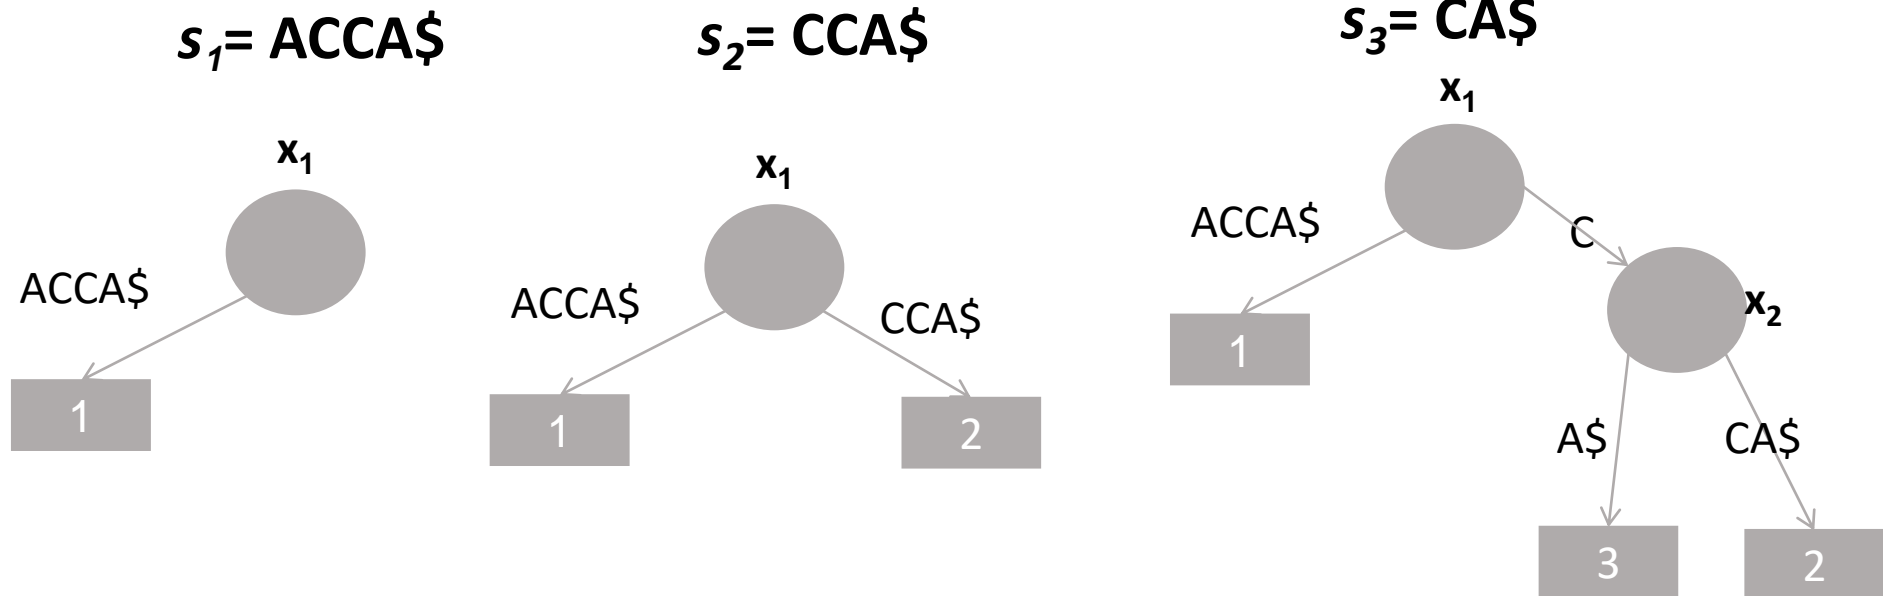 s1= ACCA$
s2= CCA$
s3= CA$
x1
x1
x1
ACCA$
ACCA$
CCA$
ACCA$
C
x2
1
1
2
1
A$
CA$
3
2